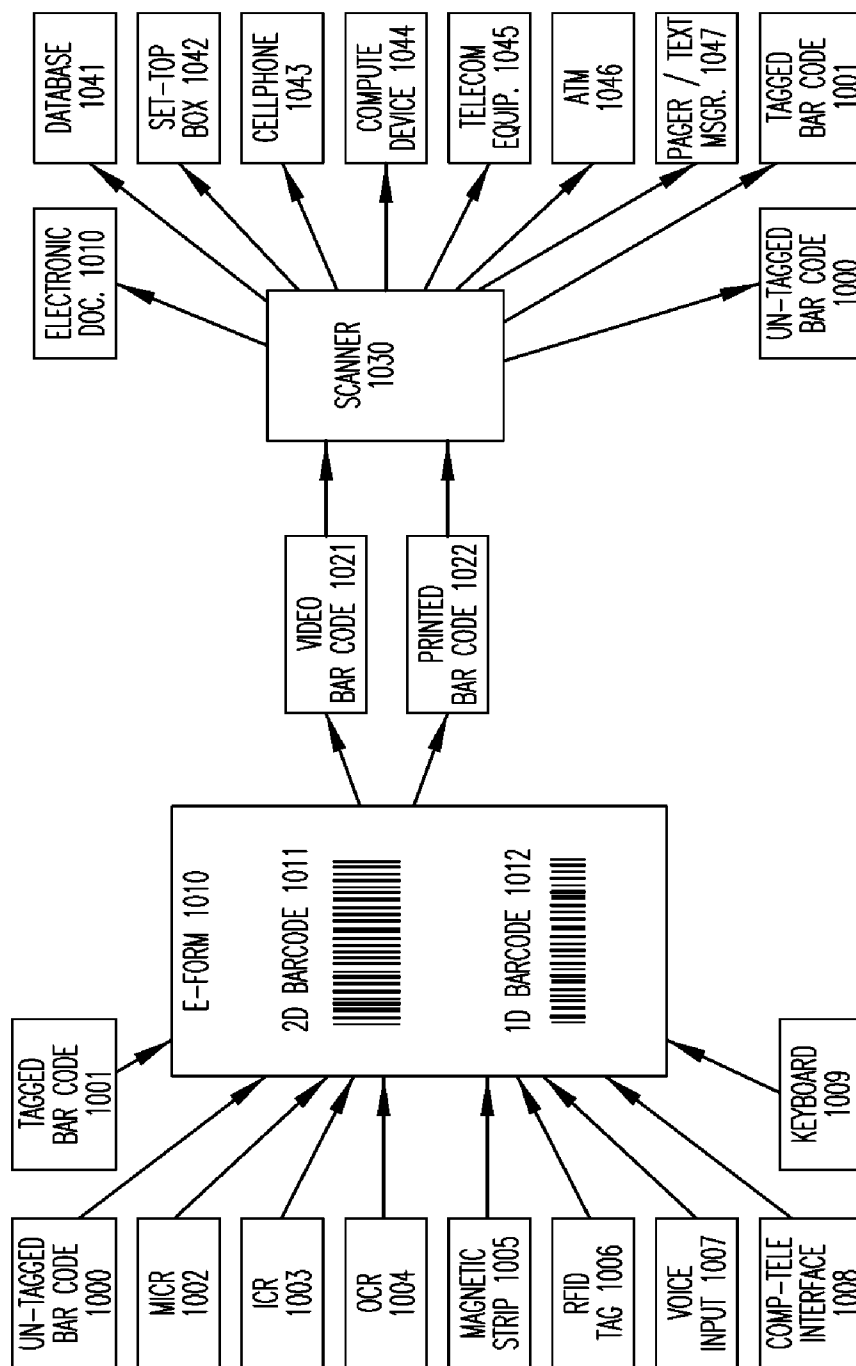 UN-TAGGED
BAR CODE
1000
TAGGED
BAR CODE
1001
MICR
1002
ICR
1003
OCR
1004
MAGNETIC
STRIP 1005
RFID
TAG 1006
VOICE
INPUT 1007
COMP-TELE
INTERFACE
1008
KEYBOARD
1009
E-FORM 1010
2D BARCODE 1011
1D BARCODE 1012
VIDEO
BAR CODE 1021
PRINTED
BAR CODE 1022
SCANNER
1030
ELECTRONIC
DOC. 1010
DATABASE
1041
SET-TOP
BOX 1042
CELLPHONE
1043
COMPUTE
DEVICE 1044
TELECOM
EQUIP. 1045
ATM
1046
PAGER / TEXT
MSGR. 1047
TAGGED
BAR CODE
1001
UN-TAGGED
BAR CODE
1000